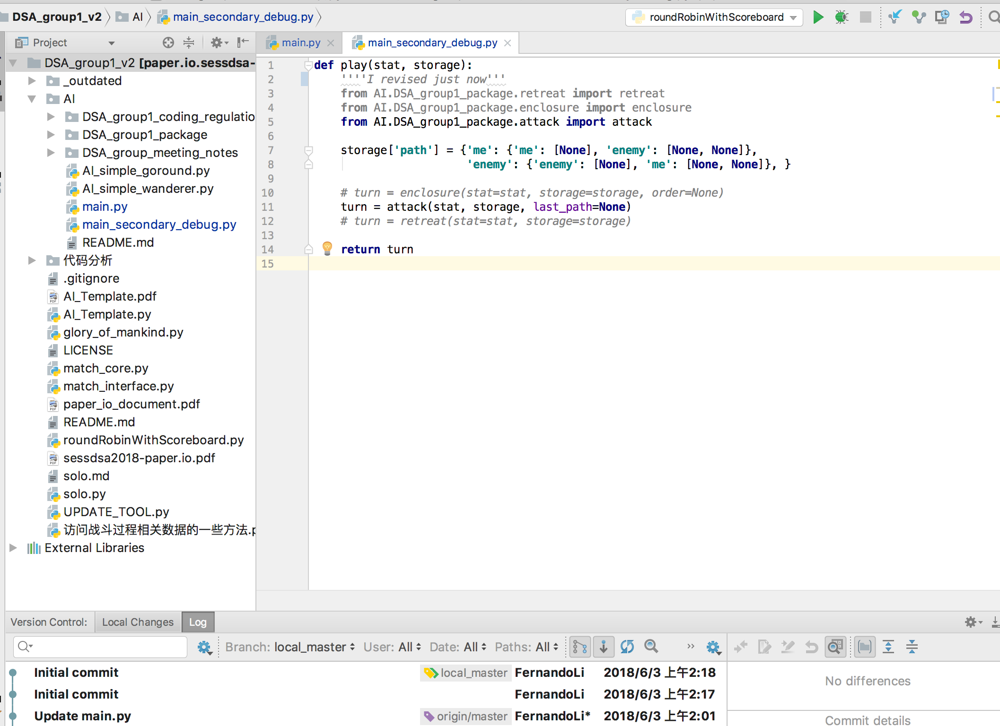 DSA_group1_v2 AI main_secondary_debug.py roundRobinWithScoreboard
Project main.py main_secondary_debug.py
DSA_group1_v2 [paper.io.sessdsa-
_outdated
AI
DSA_group1_coding_regulatio
DSA_group1_package
DSA_group_meeting_notes
AI_simple_goround.py
AI_simple_wanderer.py
main.py
main_secondary_debug.py
README.md
代码分析
.gitignore
AI_Template.pdf
AI_Template.py
glory_of_mankind.py
LICENSE
match_core.py
match_interface.py
paper_io_document.pdf
README.md
roundRobinWithScoreboard.py
sessdsa2018-paper.io.pdf
solo.md
solo.py
UPDATE_TOOL.py
访问战斗过程相关数据的一些方法.p
External Libraries
1 def play(stat, storage):
2 ''''I revised just now'''
3 from AI.DSA_group1_package.retreat import retreat
4 from AI.DSA_group1_package.enclosure import enclosure
5 from AI.DSA_group1_package.attack import attack
6
7 storage['path'] = {'me': {'me': [None], 'enemy': [None, None]},
8 'enemy': {'enemy': [None], 'me': [None, None]}, }
9
10 # turn = enclosure(stat=stat, storage=storage, order=None)
11 turn = attack(stat, storage, last_path=None)
12 # turn = retreat(stat=stat, storage=storage)
13
14 return turn
15
Version Control: Local Changes Log
Branch: local_master User: All Date: All Paths: All
Initial commit local_master FernandoLi 2018/6/3 上午2:18
Initial commit FernandoLi 2018/6/3 上午2:17
Update main.py origin/master FernandoLi* 2018/6/3 上午2:01
No differences
Commit details